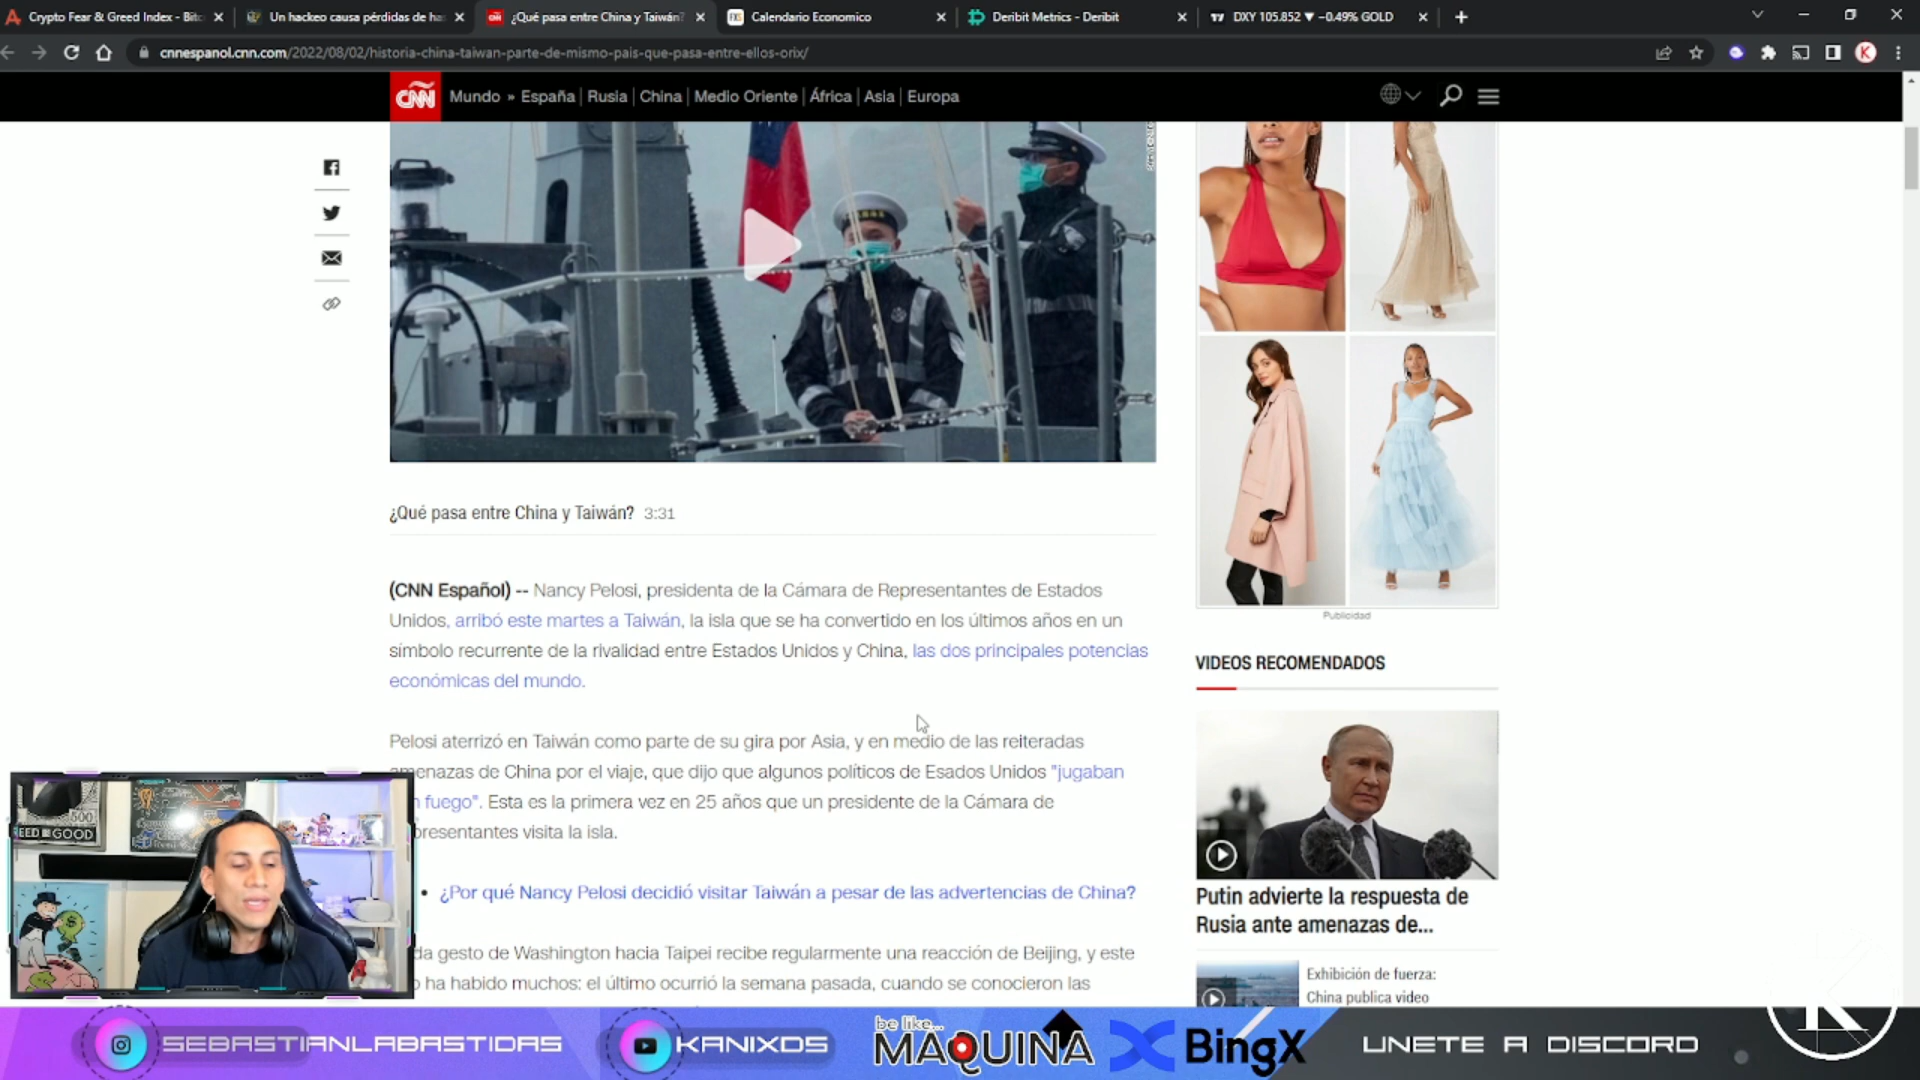 Crypto Fear & Greed Index - Bitc
Un hackeo causa pérdidas de ha
¿Qué pasa entre China y Taiwán?
Calendario Economico
Deribit Metrics - Deribit
DXY 105.852 ▼ −0.49% GOLD
cnnespanol.cnn.com/2022/08/02/historia-china-taiwan-parte-de-mismo-pais-que-pasa-entre-ellos-orix/
K
CNN
Mundo » España | Rusia | China | Medio Oriente | África | Asia | Europa
¿Qué pasa entre China y Taiwán? 3:31
(CNN Español) -- Nancy Pelosi, presidenta de la Cámara de Representantes de Estados
Unidos, arribó este martes a Taiwán, la isla que se ha convertido en los últimos años en un
símbolo recurrente de la rivalidad entre Estados Unidos y China, las dos principales potencias
económicas del mundo.
Pelosi aterrizó en Taiwán como parte de su gira por Asia, y en medio de las reiteradas
amenazas de China por el viaje, que dijo que algunos políticos de Esados Unidos "jugaban
n fuego". Esta es la primera vez en 25 años que un presidente de la Cámara de
presentantes visita la isla.
• ¿Por qué Nancy Pelosi decidió visitar Taiwán a pesar de las advertencias de China?
da gesto de Washington hacia Taipei recibe regularmente una reacción de Beijing, y este
o ha habido muchos: el último ocurrió la semana pasada, cuando se conocieron las
Publicidad
VIDEOS RECOMENDADOS
Putin advierte la respuesta de
Rusia ante amenazas de...
Exhibición de fuerza:
China publica video
500
REED IS GOOD
SEBASTIANLABASTIDAS
KANIXDS
be like...
MAQUINA
BingX
UNETE A DISCORD
K